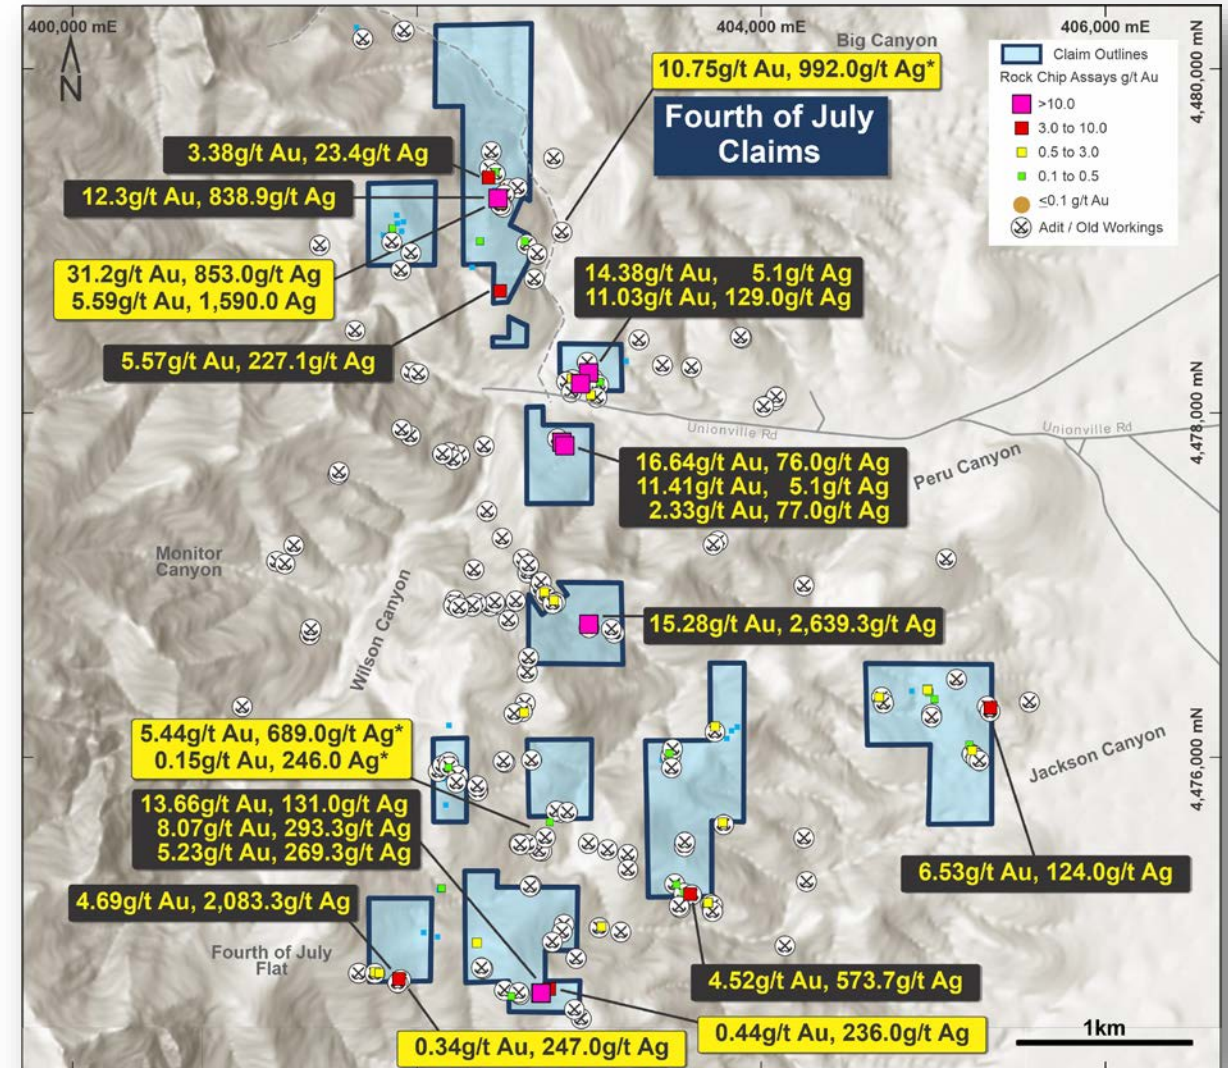 400,000 mE
404,000 mE
406,000 mE
Big Canyon
N
4,480,000 mN
10.75g/t Au, 992.0g/t Ag*
Fourth of July
Claims
Claim Outlines
Rock Chip Assays g/t Au
>10.0
3.0 to 10.0
0.5 to 3.0
0.1 to 0.5
≤0.1 g/t Au
Adit / Old Workings
3.38g/t Au, 23.4g/t Ag
12.3g/t Au, 838.9g/t Ag
31.2g/t Au, 853.0g/t Ag
5.59g/t Au, 1,590.0 Ag
14.38g/t Au, 5.1g/t Ag
11.03g/t Au, 129.0g/t Ag
5.57g/t Au, 227.1g/t Ag
4,478,000 mN
Unionville Rd
Unionville Rd
Peru Canyon
16.64g/t Au, 76.0g/t Ag
11.41g/t Au, 5.1g/t Ag
2.33g/t Au, 77.0g/t Ag
Monitor
Canyon
Wilson Canyon
15.28g/t Au, 2,639.3g/t Ag
4,476,000 mN
Jackson Canyon
5.44g/t Au, 689.0g/t Ag*
0.15g/t Au, 246.0 Ag*
13.66g/t Au, 131.0g/t Ag
8.07g/t Au, 293.3g/t Ag
5.23g/t Au, 269.3g/t Ag
6.53g/t Au, 124.0g/t Ag
4.69g/t Au, 2,083.3g/t Ag
Fourth of July
Flat
4.52g/t Au, 573.7g/t Ag
0.44g/t Au, 236.0g/t Ag
0.34g/t Au, 247.0g/t Ag
1km